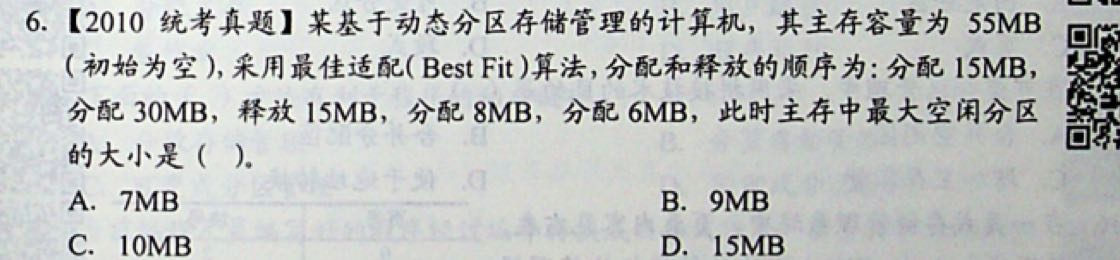 6. 【2010 统考真题】某基于动态分区存储管理的计算机，其主存容量为 55MB
（初始为空），采用最佳适配（Best Fit）算法，分配和释放的顺序为：分配 15MB，
分配 30MB，释放 15MB，分配 8MB，分配 6MB，此时主存中最大空闲分区
的大小是（ ）。
A. 7MB B. 9MB
C. 10MB D. 15MB